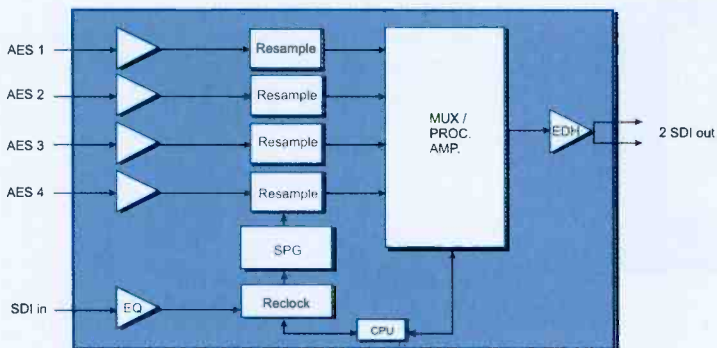 AES 1
Resample
AES 2
Resample
AES 3
Resample
AES 4
Resample
MUX /
PROC.
AMP.
EDH
2 SDI out
SPG
SDI in
EQ
Reclock
CPU